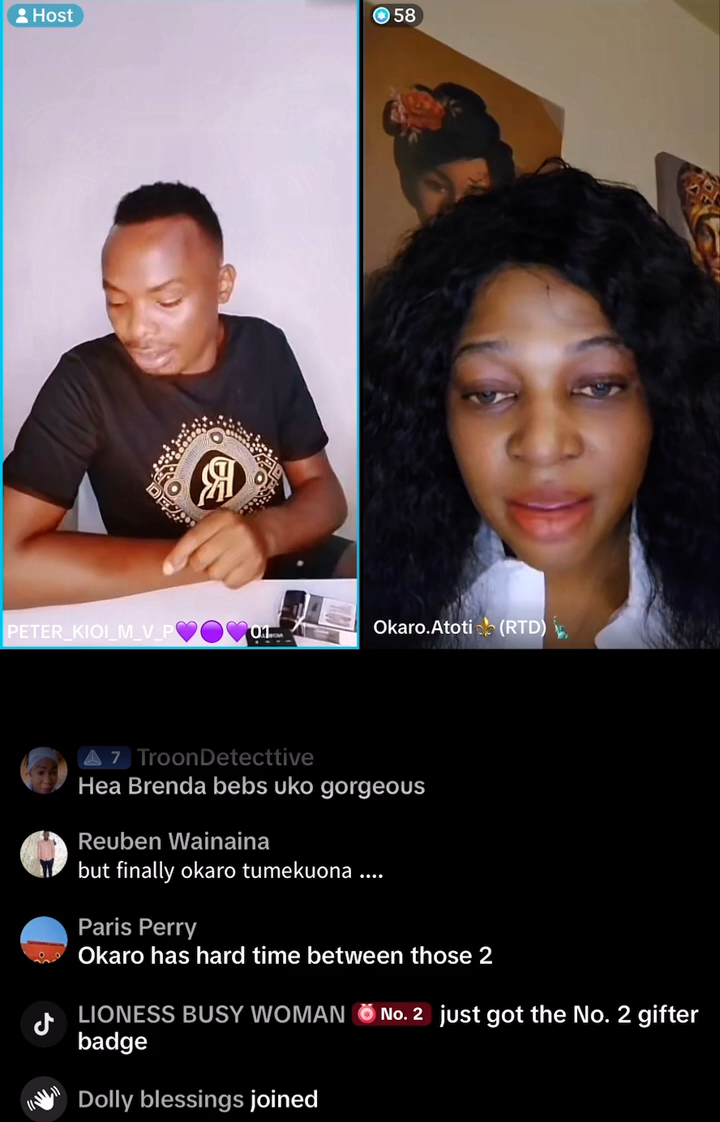 Host
58
PETER_KIOI_M_V_P💜🟣💜01
Okaro.Atoti⚜️(RTD)🗽
7 TroonDetecttive
Hea Brenda bebs uko gorgeous
Reuben Wainaina
but finally okaro tumekuona ....
Paris Perry
Okaro has hard time between those 2
LIONESS BUSY WOMAN No. 2 just got the No. 2 gifter
badge
Dolly blessings joined